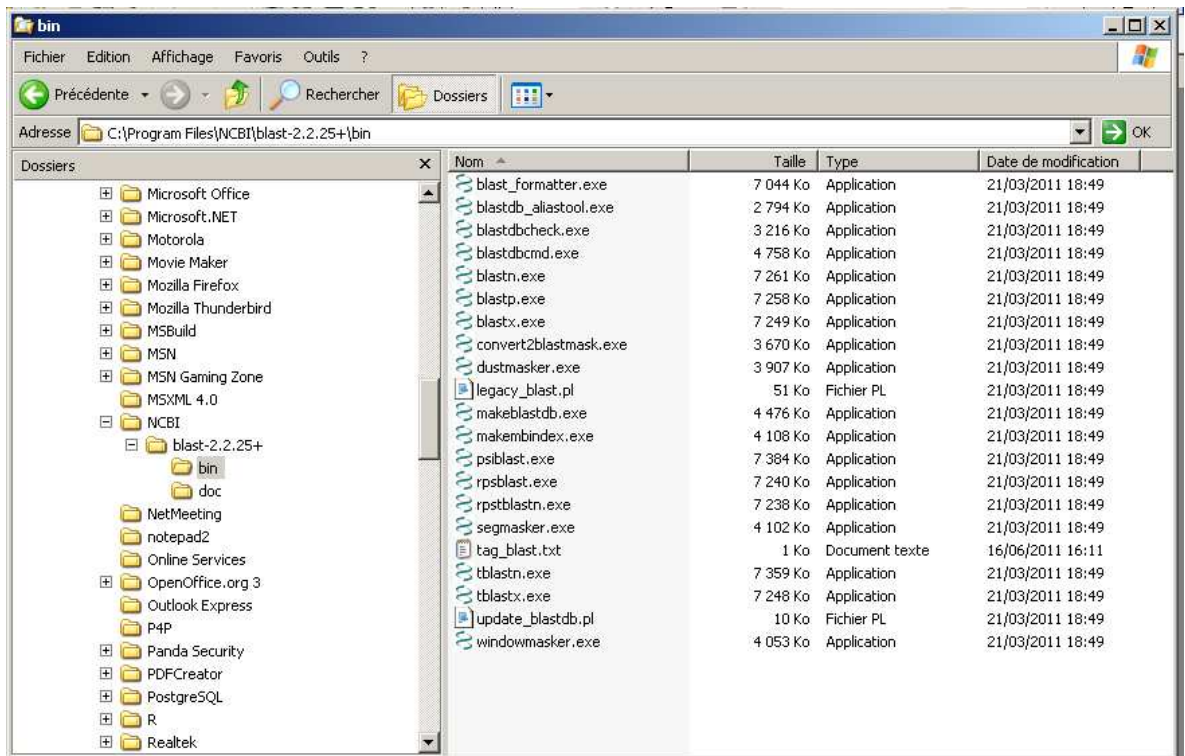 bin
Fichier Edition Affichage Favoris Outils ?
Précédente Rechercher Dossiers
Adresse C:\Program Files\NCBI\blast-2.2.25+\bin OK
Dossiers
Microsoft Office
Microsoft.NET
Motorola
Movie Maker
Mozilla Firefox
Mozilla Thunderbird
MSBuild
MSN
MSN Gaming Zone
MSXML 4.0
NCBI
blast-2.2.25+
bin
doc
NetMeeting
notepad2
Online Services
OpenOffice.org 3
Outlook Express
P4P
Panda Security
PDFCreator
PostgreSQL
R
Realtek
Nom Taille Type Date de modification
blast_formatter.exe 7 044 Ko Application 21/03/2011 18:49
blastdb_aliastool.exe 2 794 Ko Application 21/03/2011 18:49
blastdbcheck.exe 3 216 Ko Application 21/03/2011 18:49
blastdbcmd.exe 4 758 Ko Application 21/03/2011 18:49
blastn.exe 7 261 Ko Application 21/03/2011 18:49
blastp.exe 7 258 Ko Application 21/03/2011 18:49
blastx.exe 7 249 Ko Application 21/03/2011 18:49
convert2blastmask.exe 3 670 Ko Application 21/03/2011 18:49
dustmasker.exe 3 907 Ko Application 21/03/2011 18:49
legacy_blast.pl 51 Ko Fichier PL 21/03/2011 18:49
makeblastdb.exe 4 476 Ko Application 21/03/2011 18:49
makembindex.exe 4 108 Ko Application 21/03/2011 18:49
psiblast.exe 7 384 Ko Application 21/03/2011 18:49
rpsblast.exe 7 240 Ko Application 21/03/2011 18:49
rpstblastn.exe 7 238 Ko Application 21/03/2011 18:49
segmasker.exe 4 102 Ko Application 21/03/2011 18:49
tag_blast.txt 1 Ko Document texte 16/06/2011 16:11
tblastn.exe 7 359 Ko Application 21/03/2011 18:49
tblastx.exe 7 248 Ko Application 21/03/2011 18:49
update_blastdb.pl 10 Ko Fichier PL 21/03/2011 18:49
windowmasker.exe 4 053 Ko Application 21/03/2011 18:49